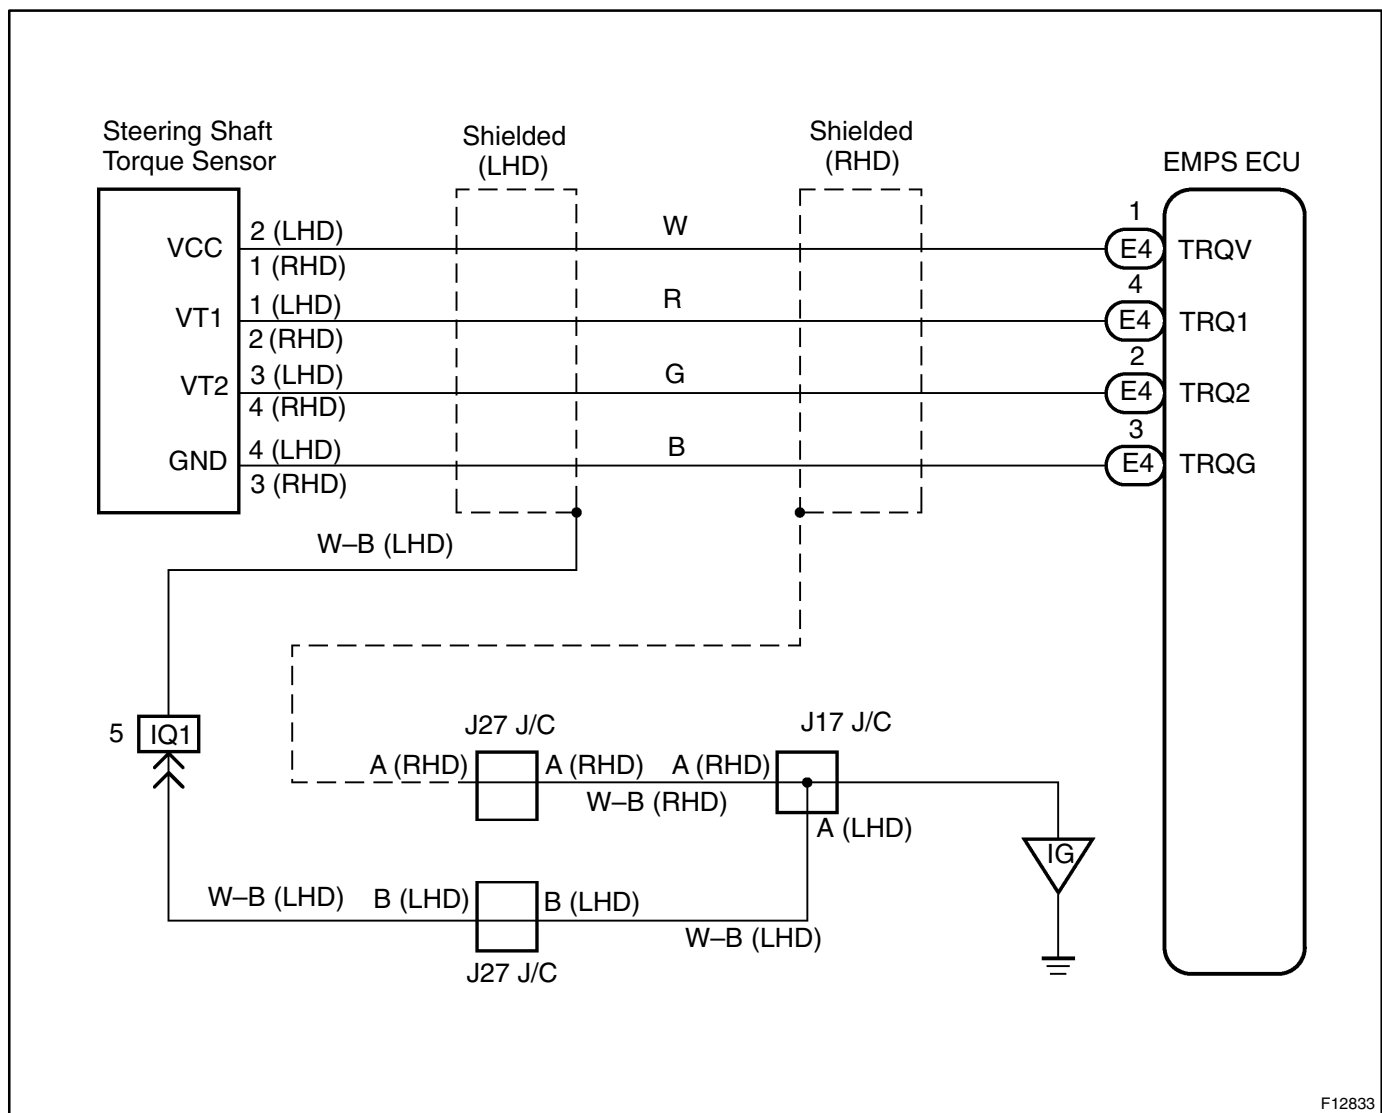 Steering Shaft
Torque Sensor
Shielded
(LHD)
Shielded
(RHD)
EMPS ECU
VCC
2 (LHD)
1 (RHD)
W
1
E4
TRQV
VT1
1 (LHD)
2 (RHD)
R
4
E4
TRQ1
VT2
3 (LHD)
4 (RHD)
G
2
E4
TRQ2
GND
4 (LHD)
3 (RHD)
B
3
E4
TRQG
W–B (LHD)
5
IQ1
J27 J/C
J17 J/C
A (RHD)
A (RHD)
A (RHD)
W–B (RHD)
A (LHD)
IG
W–B (LHD)
B (LHD)
B (LHD)
W–B (LHD)
J27 J/C
F12833